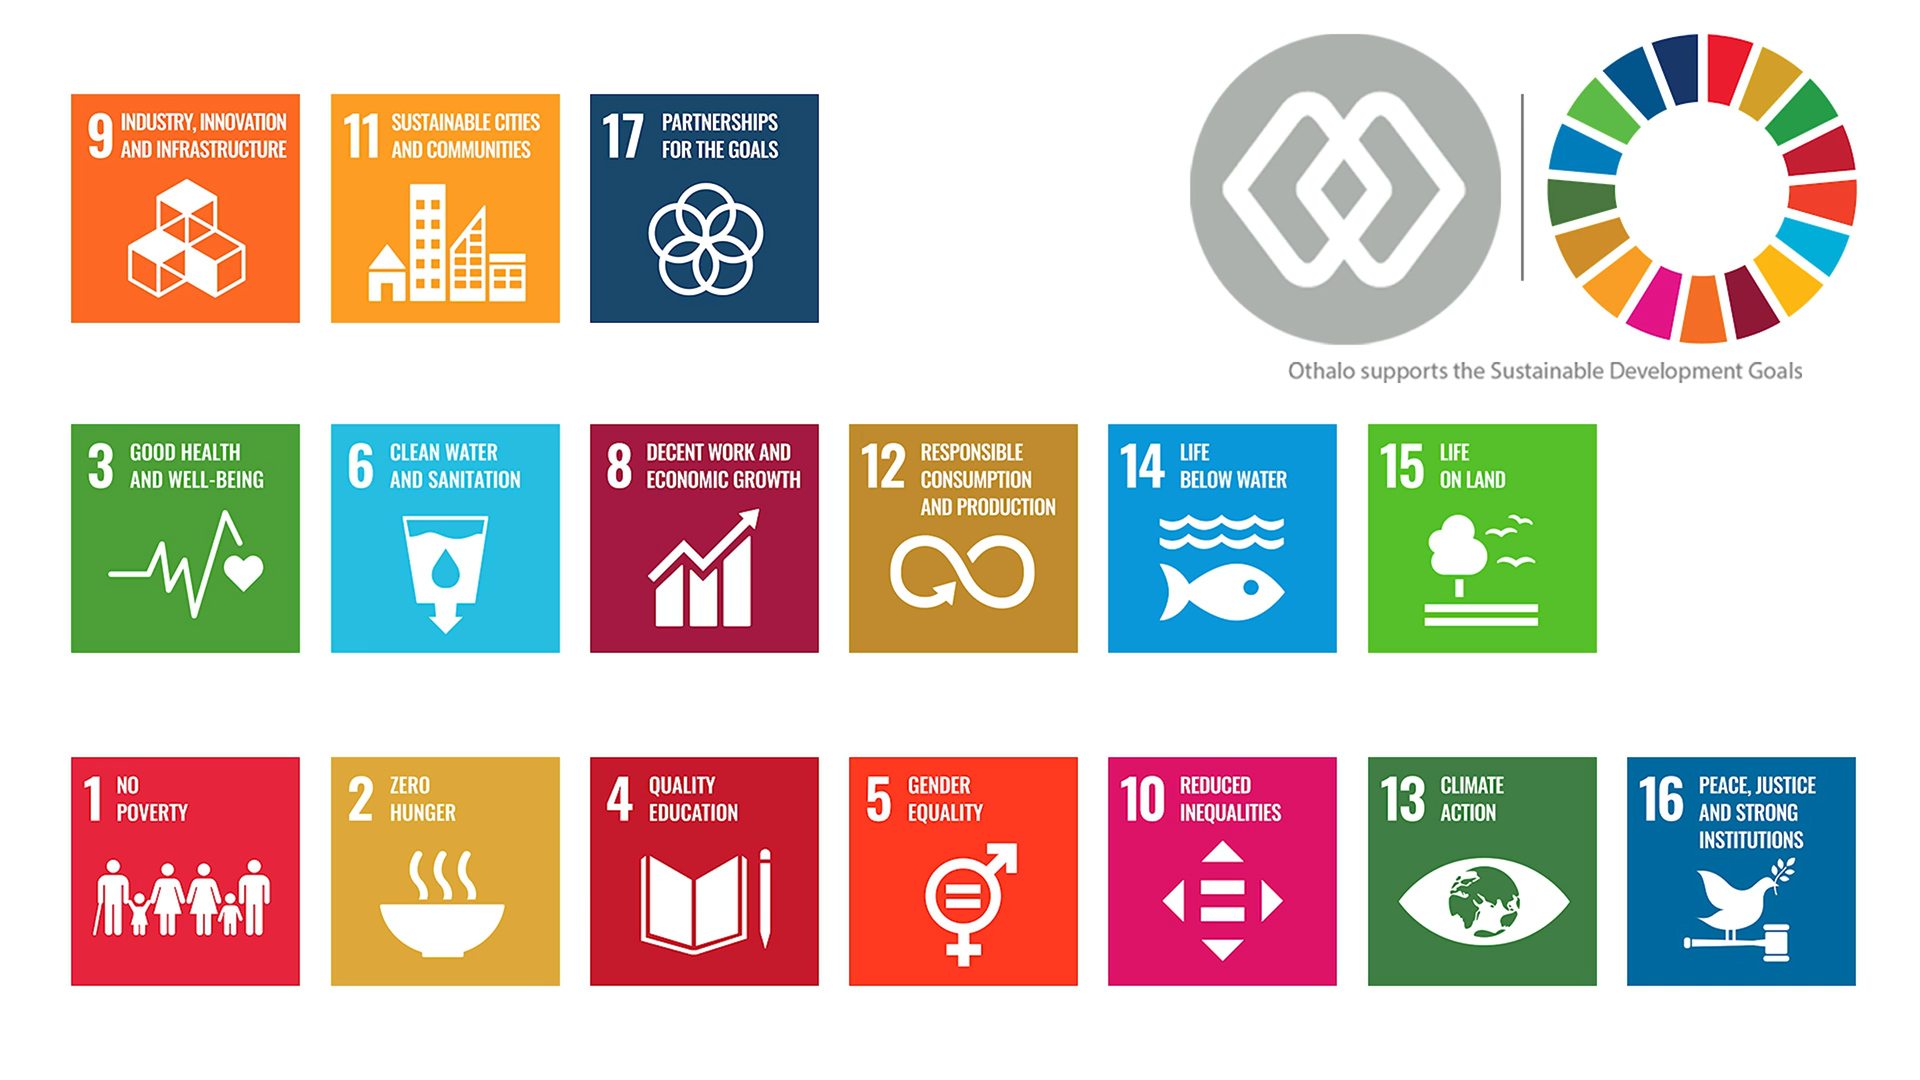 9 INDUSTRY, INNOVATION
AND INFRASTRUCTURE
11 SUSTAINABLE CITIES
AND COMMUNITIES
17 PARTNERSHIPS
FOR THE GOALS
Othalo supports the Sustainable Development Goals
3 GOOD HEALTH
AND WELL-BEING
6 CLEAN WATER
AND SANITATION
8 DECENT WORK AND
ECONOMIC GROWTH
12 RESPONSIBLE
CONSUMPTION
AND PRODUCTION
14 LIFE
BELOW WATER
15 LIFE
ON LAND
1 NO
POVERTY
2 ZERO
HUNGER
4 QUALITY
EDUCATION
5 GENDER
EQUALITY
10 REDUCED
INEQUALITIES
13 CLIMATE
ACTION
16 PEACE, JUSTICE
AND STRONG
INSTITUTIONS